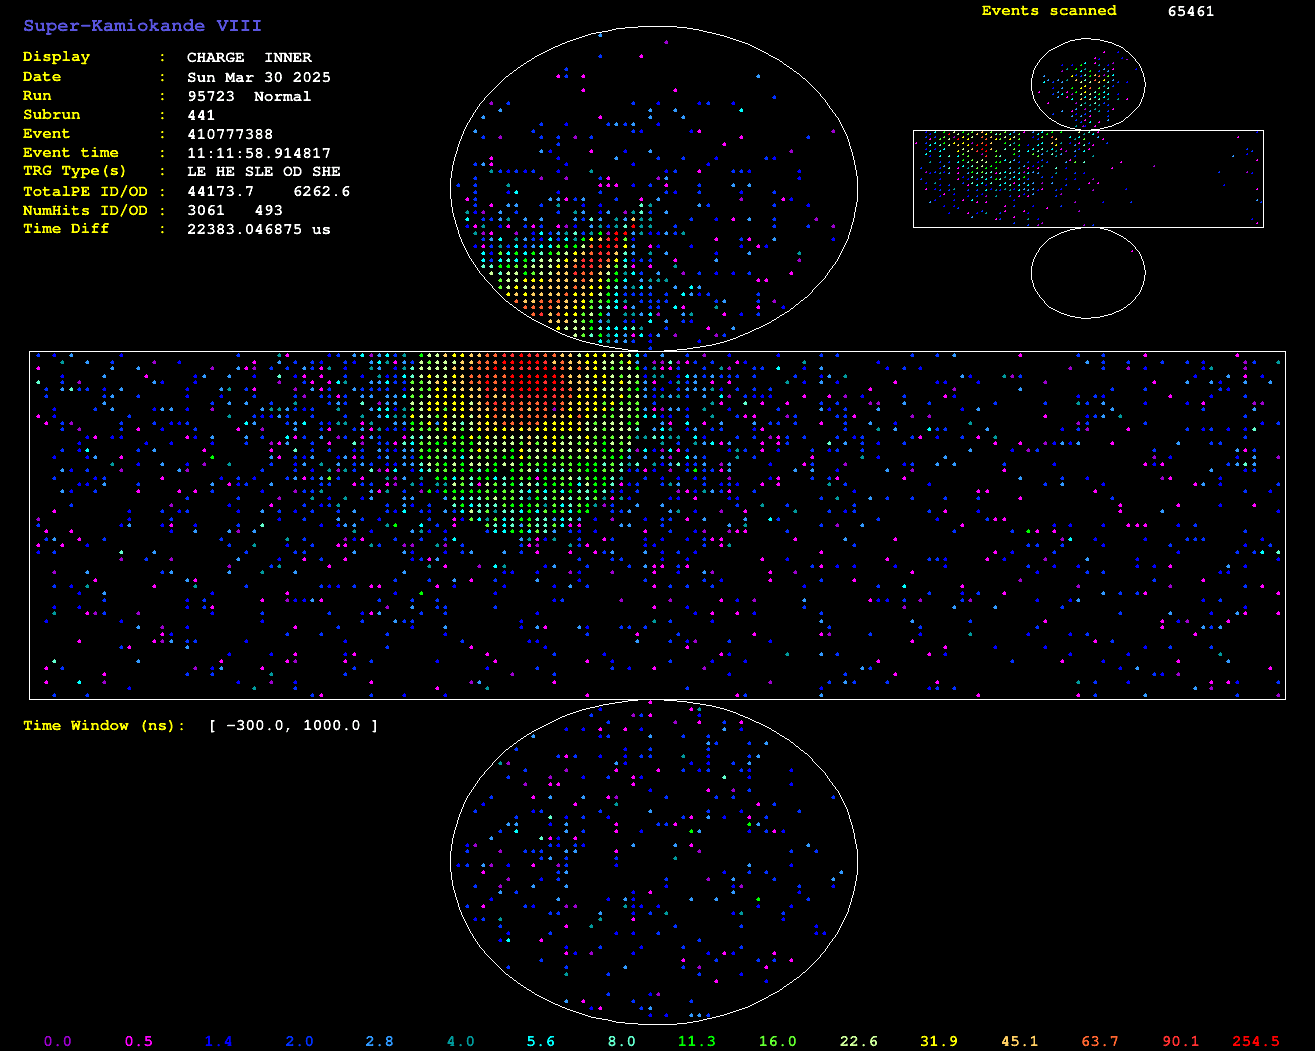 Super-Kamiokande VIII
Events scanned 65461
Display : CHARGE INNER
Date : Sun Mar 30 2025
Run : 95723 Normal
Subrun : 441
Event : 410777388
Event time : 11:11:58.914817
TRG Type(s) : LE HE SLE OD SHE
TotalPE ID/OD : 44173.7 6262.6
NumHits ID/OD : 3061 493
Time Diff : 22383.046875 us
Time Window (ns): [ -300.0, 1000.0 ]
0.0 0.5 1.4 2.0 2.8 4.0 5.6 8.0 11.3 16.0 22.6 31.9 45.1 63.7 90.1 254.5